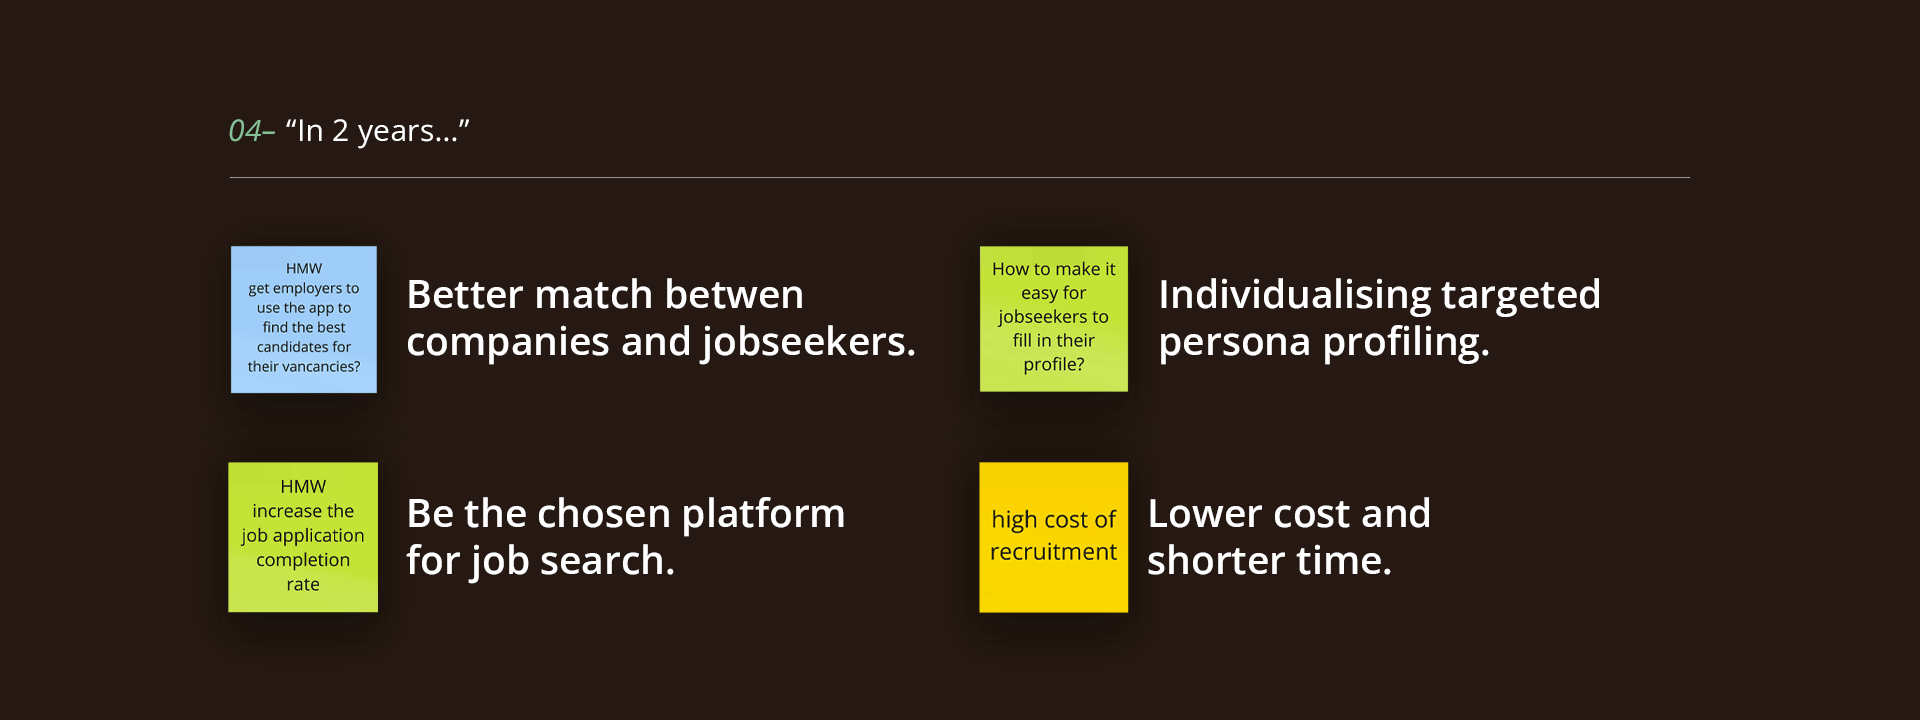 04– “In 2 years...”
HMW
get employers to
use the app to
find the best
candidates for
their vancancies?
Better match betwen
companies and jobseekers.
How to make it
easy for
jobseekers to
fill in their
profile?
Individualising targeted
persona profiling.
HMW
increase the
job application
completion
rate
Be the chosen platform
for job search.
high cost of
recruitment
Lower cost and
shorter time.